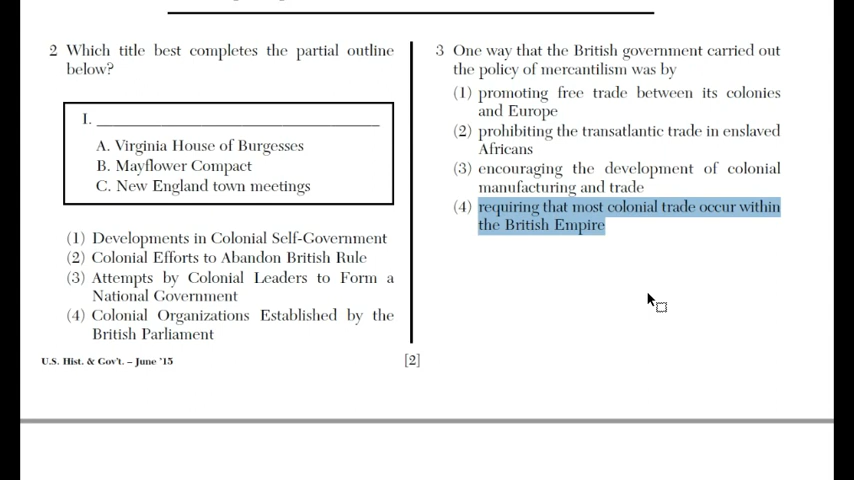 2 Which title best completes the partial outline
below?
I.
A. Virginia House of Burgesses
B. Mayflower Compact
C. New England town meetings
(1) Developments in Colonial Self-Government
(2) Colonial Efforts to Abandon British Rule
(3) Attempts by Colonial Leaders to Form a
National Government
(4) Colonial Organizations Established by the
British Parliament
U.S. Hist. & Gov't. – June '15
[2]
3 One way that the British government carried out
the policy of mercantilism was by
(1) promoting free trade between its colonies
and Europe
(2) prohibiting the transatlantic trade in enslaved
Africans
(3) encouraging the development of colonial
manufacturing and trade
(4) requiring that most colonial trade occur within
the British Empire